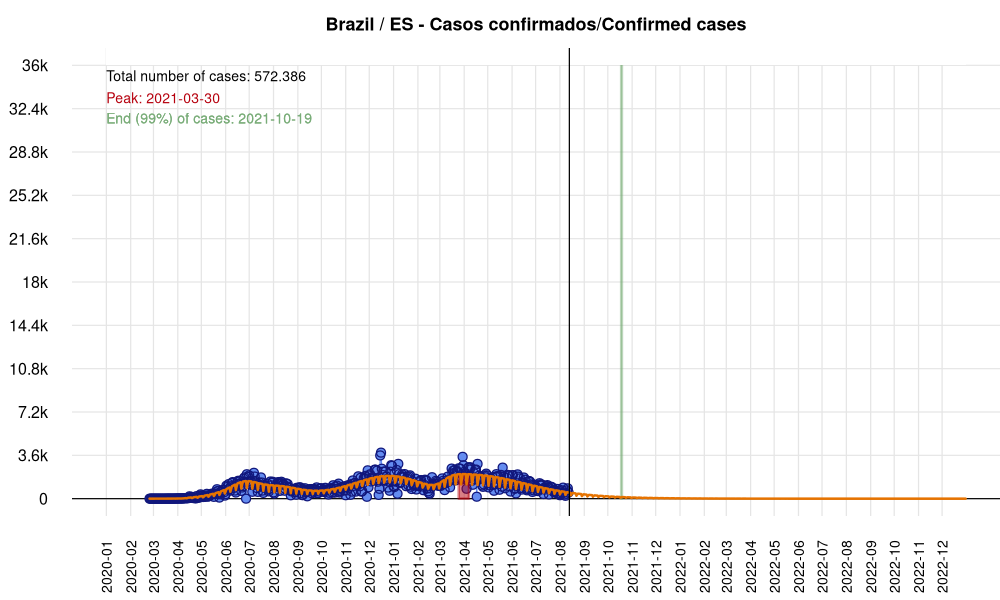 Brazil / ES - Casos confirmados/Confirmed cases
Total number of cases: 572.386
Peak: 2021-03-30
End (99%) of cases: 2021-10-19
36k
32.4k
28.8k
25.2k
21.6k
18k
14.4k
10.8k
7.2k
3.6k
0
2020-01
2020-02
2020-03
2020-04
2020-05
2020-06
2020-07
2020-08
2020-09
2020-10
2020-11
2020-12
2021-01
2021-02
2021-03
2021-04
2021-05
2021-06
2021-07
2021-08
2021-09
2021-10
2021-11
2021-12
2022-01
2022-02
2022-03
2022-04
2022-05
2022-06
2022-07
2022-08
2022-09
2022-10
2022-11
2022-12